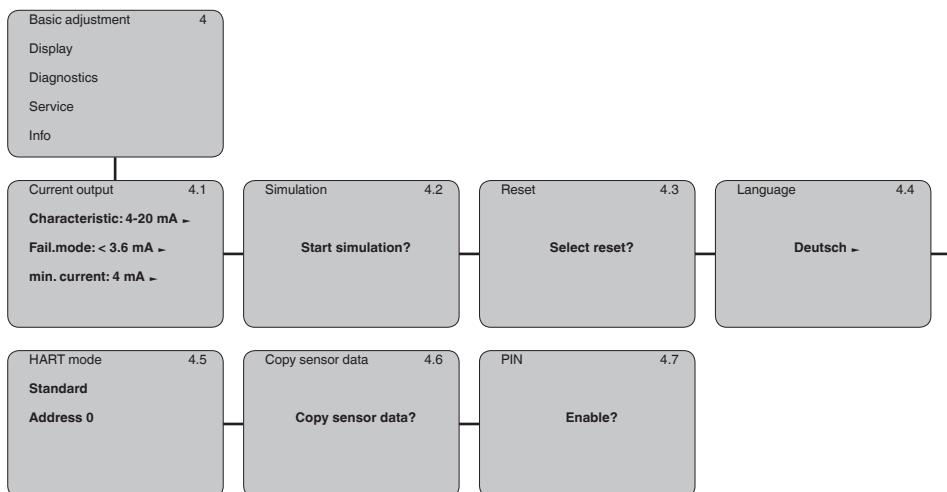 Basic adjustment 4
Display
Diagnostics
Service
Info
Current output 4.1
Characteristic: 4-20 mA ►
Fail.mode: < 3.6 mA ►
min. current: 4 mA ►
Simulation 4.2
Start simulation?
Reset 4.3
Select reset?
Language 4.4
Deutsch ►
HART mode 4.5
Standard
Address 0
Copy sensor data 4.6
Copy sensor data?
PIN 4.7
Enable?